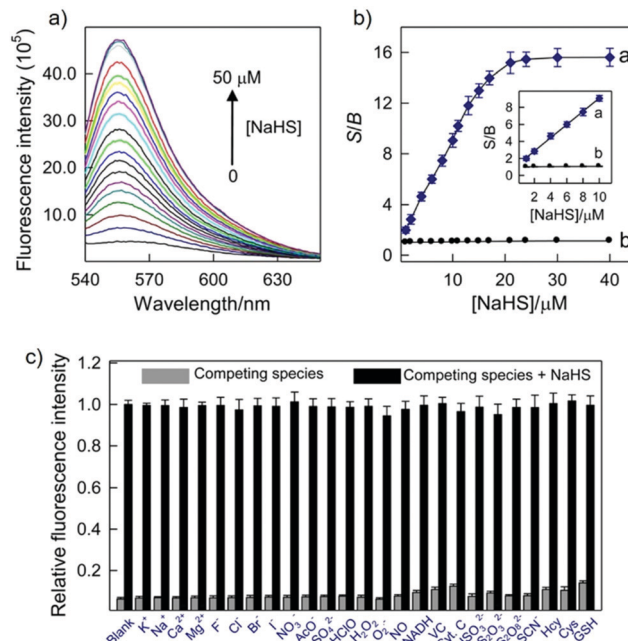 a)
Fluorescence intensity (10⁵)
40.0
30.0
20.0
10.0
50 μM
[NaHS]
0
540 570 600 630
Wavelength/nm
b)
S/B
16
12
8
4
0
a
b
S/B
8
6
4
2
0
a
b
2 4 6 8 10
[NaHS]/μM
10 20 30 40
[NaHS]/μM
c)
Relative fluorescence intensity
1.2
1.0
0.8
0.6
0.4
0.2
Competing species
Competing species + NaHS
Blank
K⁺
Na⁺
Ca²⁺
Mg²⁺
F⁻
Cl⁻
Br⁻
I⁻
NO₃⁻
AcO⁻
HClO
H₂O₂
NO
NADH
VC
SCN⁻
Hcy
Cys
GSH